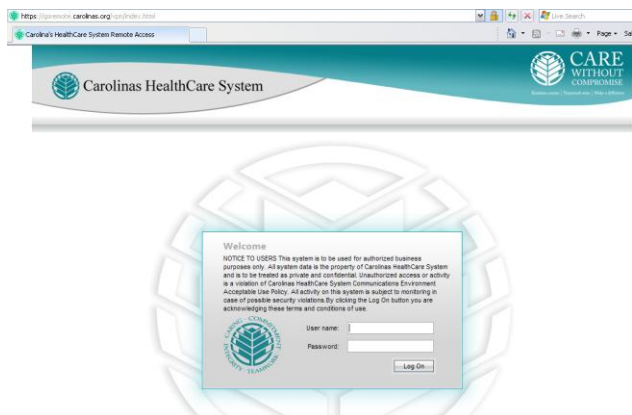 https://goremote.carolinas.org/vpn/index.html
Live Search
Carolina's HealthCare System Remote Access
Page
Carolinas HealthCare System
CARE
WITHOUT
COMPROMISE
Welcome
NOTICE TO USERS This system is to be used for authorized business
purposes only. All system data is the property of Carolinas HealthCare System
and is to be treated as private and confidential. Unauthorized access or activity
is a violation of Carolinas HealthCare System Communications Environment
Acceptable Use Policy. All activity on this system is subject to monitoring in
case of possible security violations.By clicking the Log On button you are
acknowledging these terms and conditions of use.
CARING · COMMITMENT
INTEGRITY TEAMWORK
User name:
Password:
Log On